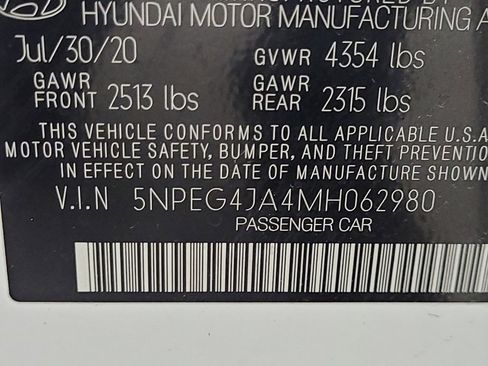 HYUNDAI MOTOR MANUFACTURING A
Jul/30/20 GVWR 4354 lbs
GAWR GAWR
FRONT 2513 lbs REAR 2315 lbs
THIS VEHICLE CONFORMS TO ALL APPLICABLE U.S.A
MOTOR VEHICLE SAFETY, BUMPER, AND THEFT PREVENTIO
IN EFFECT ON THE DATE OF MANUFACTURE SHOWN
V.I.N 5NPEG4JA4MH062980
PASSENGER CAR